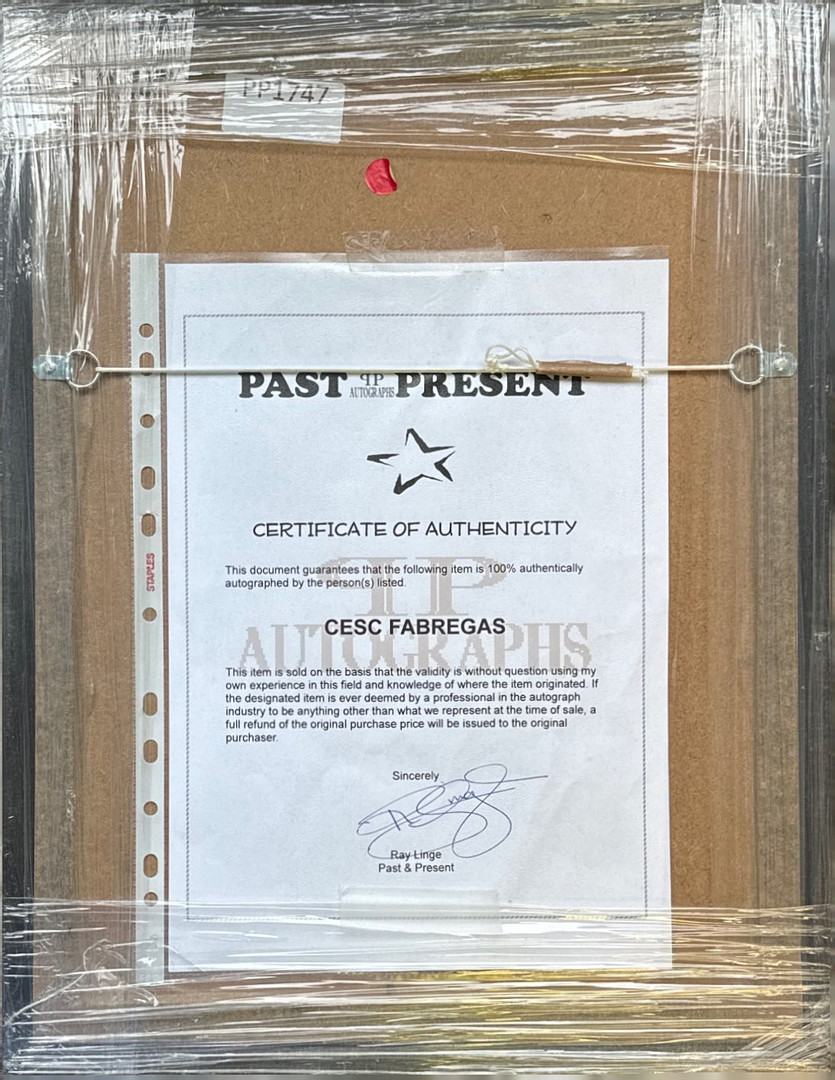 PP1747
PAST PP AUTOGRAPHS PRESENT
CERTIFICATE OF AUTHENTICITY
This document guarantees that the following item is 100% authentically
autographed by the person(s) listed.
PP
CESC FABREGAS
AUTOGRAPHS
This item is sold on the basis that the validity is without question using my
own experience in this field and knowledge of where the item originated. If
the designated item is ever deemed by a professional in the autograph
industry to be anything other than what we represent at the time of sale, a
full refund of the original purchase price will be issued to the original
purchaser.
Sincerely
Ray Linge
Past & Present
STAPLES